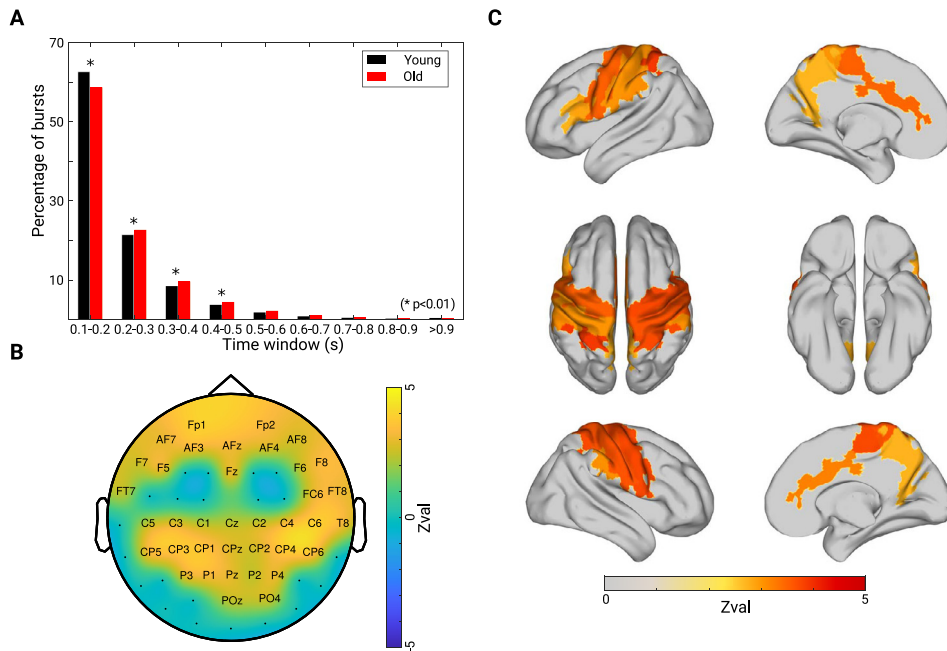 A
C
70
50
30
10
Percentage of bursts
Young
Old
*
*
*
*
(* p<0.01)
0.1-0.2 0.2-0.3 0.3-0.4 0.4-0.5 0.5-0.6 0.6-0.7 0.7-0.8 0.8-0.9 >0.9
Time window (s)
B
Fp1 Fp2
AF7 AF3 AFz AF4 AF8
F7 F5 Fz F6 F8
FT7 FC6 FT8
C5 C3 C1 Cz C2 C4 C6 T8
CP5 CP3 CP1 CPz CP2 CP4 CP6
P3 P1 Pz P2 P4
POz PO4
5
0
-5
Zval
0 5
Zval